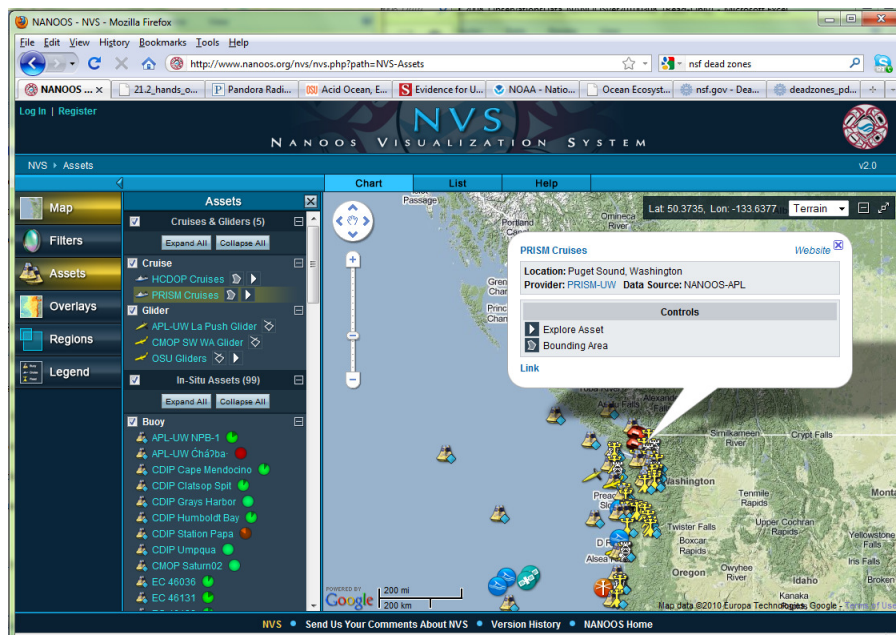 NANOOS - NVS - Mozilla Firefox
File Edit View History Bookmarks Tools Help
http://www.nanoos.org/nvs/nvs.php?path=NVS-Assets
nsf dead zones
NANOOS ... 21.2_hands_o... Pandora Radi... Acid Ocean, E... Evidence for U... NOAA - Natio... Ocean Ecosyst... nsf.gov - Dea... deadzones_pd...
Log In | Register
NVS
NANOOS VISUALIZATION SYSTEM
NVS Assets
v2.0
Chart List Help
Map
Filters
Assets
Overlays
Regions
Legend
Assets
Cruises & Gliders (5)
Expand All Collapse All
Cruise
HCDOP Cruises
PRISM Cruises
Glider
APL-UW La Push Glider
CMOP SW WA Glider
OSU Gliders
In-Situ Assets (99)
Expand All Collapse All
Buoy
APL-UW NPB-1
APL-UW Cháʔba·
CDIP Cape Mendocino
CDIP Clatsop Spit
CDIP Grays Harbor
CDIP Humboldt Bay
CDIP Station Papa
CDIP Umpqua
CMOP Saturn02
EC 46036
EC 46131
Passage
Portland
Omineca
River
Lat: 50.3735, Lon: -133.6377 Terrain
PRISM Cruises Website
Location: Puget Sound, Washington
Provider: PRISM-UW Data Source: NANOOS-APL
Controls
Explore Asset
Bounding Area
Link
Similkameen
River
Crypt Falls
Washington
Tenmile
Rapids
Twister Falls
Upper Cochran
Rapids
Boxcar
Rapids
Yellowstone
Falls
Iris Falls
Oregon
Owyhee
River
Idaho
Broken
Kanaka
Rapids
POWERED BY
Google
200 mi
200 km
Map data ©2010 Europa Technologies, Google - Terms of Use
NVS Send Us Your Comments About NVS Version History NANOOS Home